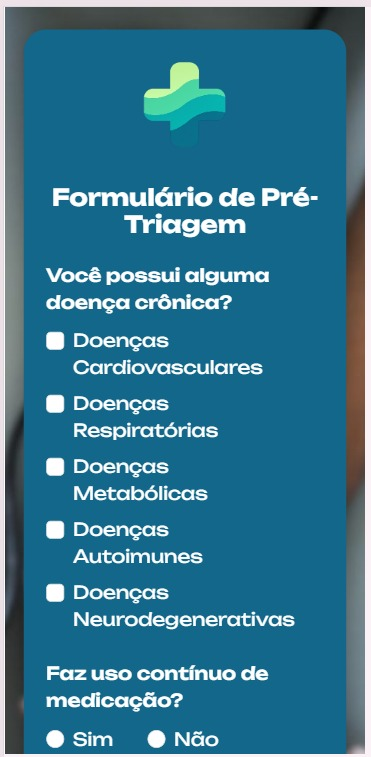 Formulário de Pré-
Triagem
Você possui alguma
doença crônica?
Doenças
Cardiovasculares
Doenças
Respiratórias
Doenças
Metabólicas
Doenças
Autoimunes
Doenças
Neurodegenerativas
Faz uso contínuo de
medicação?
Sim Não